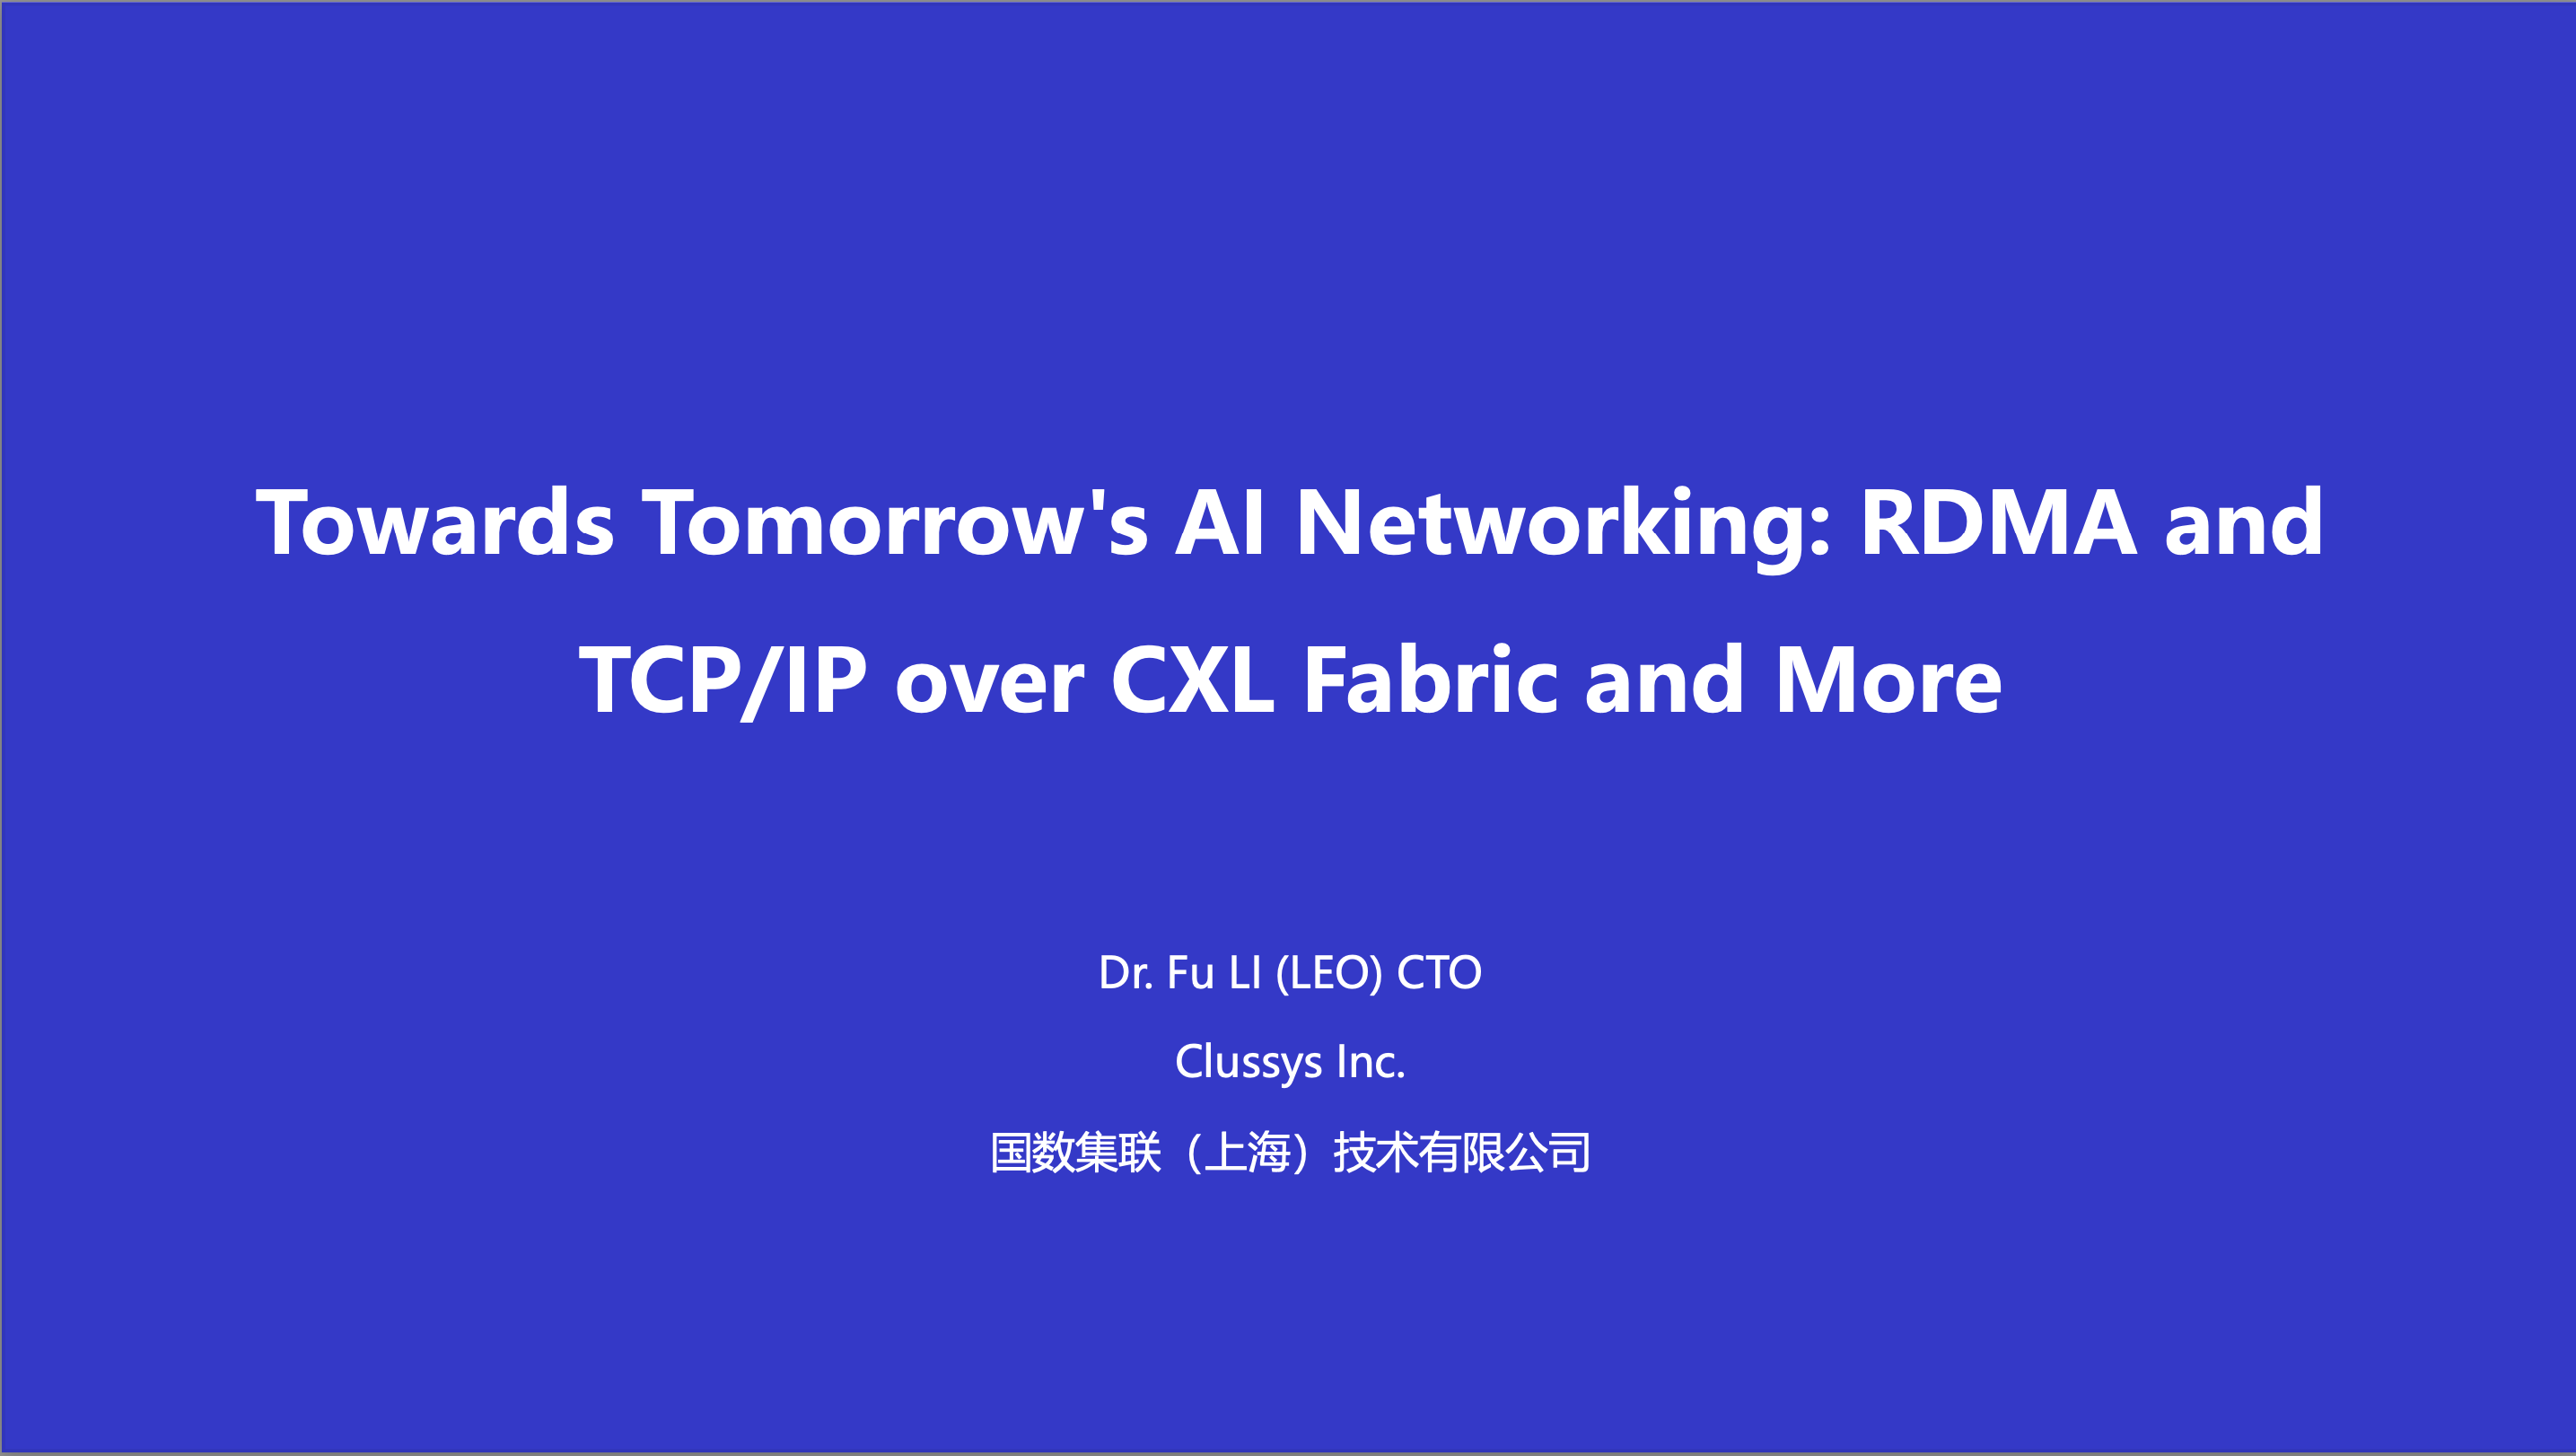 Towards Tomorrow's AI Networking: RDMA and
TCP/IP over CXL Fabric and More
Dr. Fu LI (LEO) CTO
Clussys Inc.
国数集联（上海）技术有限公司